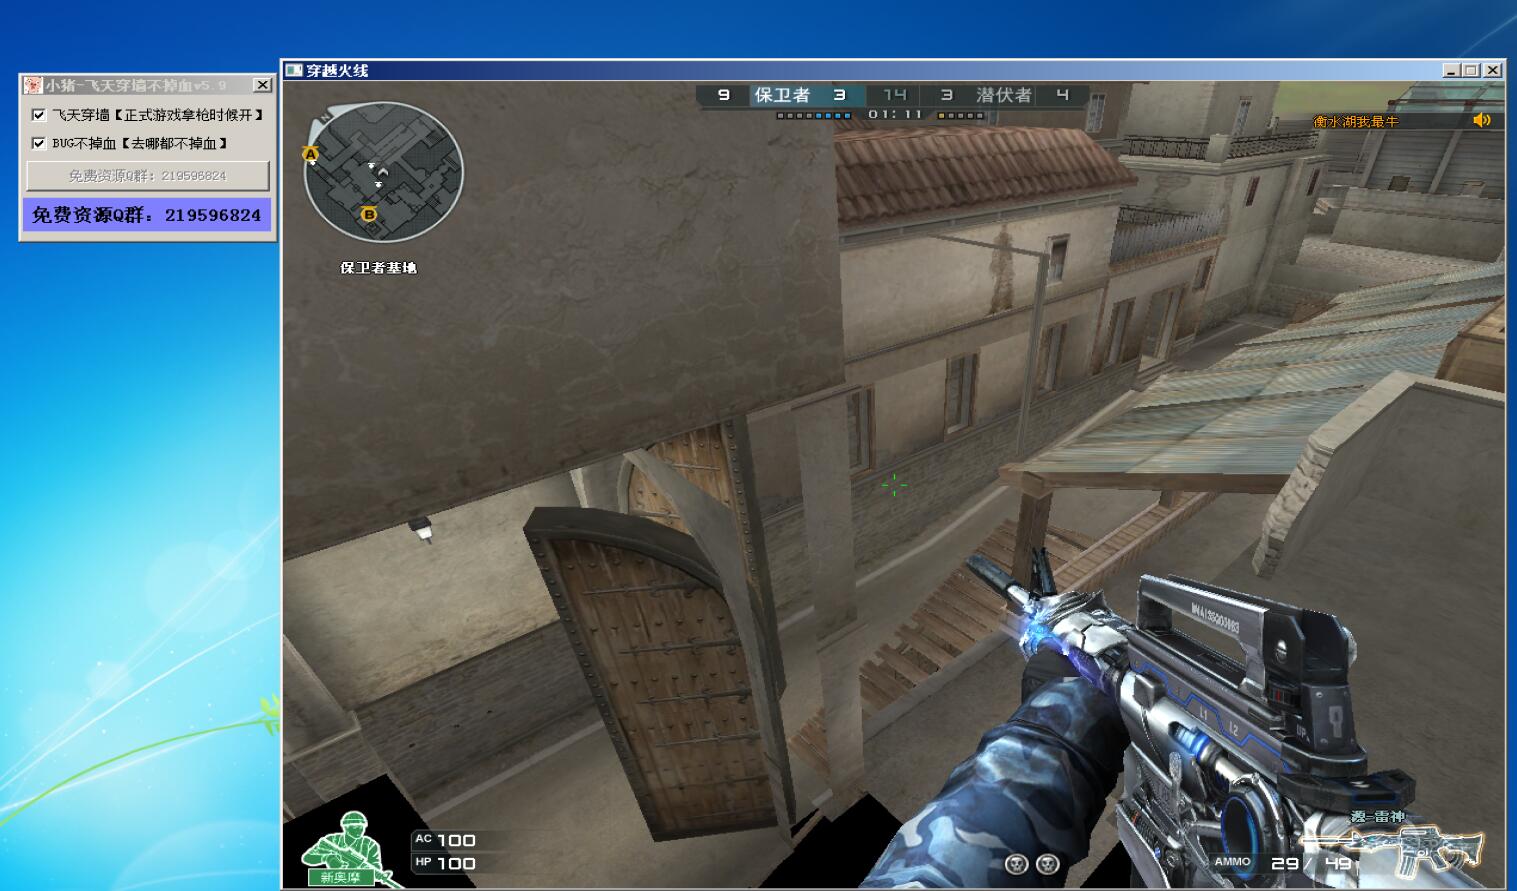 小猪-飞天穿墙不掉血v5.9
飞天穿墙【正式游戏拿枪时候开】
BUG不掉血【去哪都不掉血】
免费资源Q群：219596824
免费资源Q群：219596824
穿越火线
9 保卫者 3 14 3 潜伏者 4
01:11
衡水湖我最牛
N
A
B
保卫者基地
L1 L2 UP
AC 100
HP 100
新奥摩
-雷神
AMMO 29/ 49